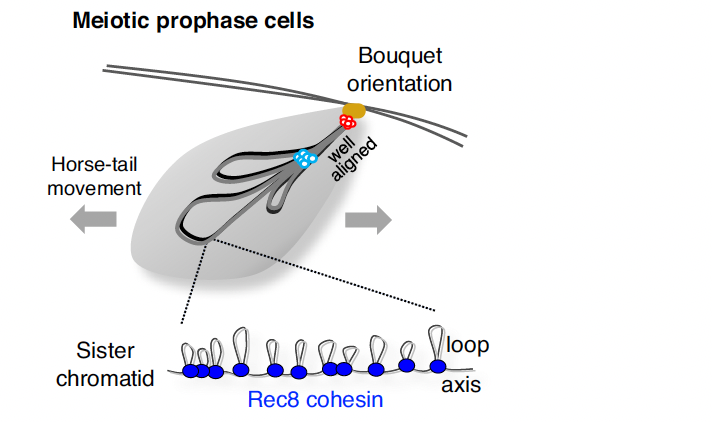 Meiotic prophase cells
Bouquet
orientation
well
aligned
Horse-tail
movement
Sister
chromatid
loop
axis
Rec8 cohesin